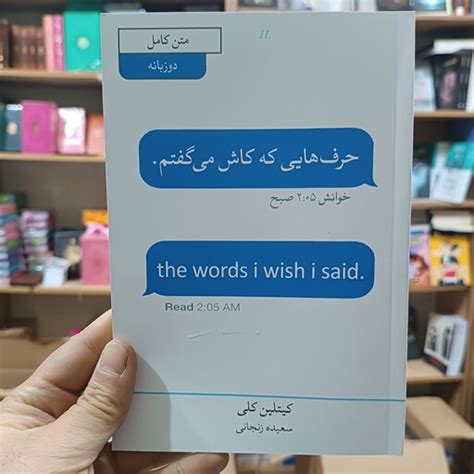 متن کامل
دوزبانه
حرف‌هایی که کاش می‌گفتم.
خوانش ۲:۰۵ صبح
the words i wish i said.
Read 2:05 AM
کیتلین کلی
سعیده زنجانی